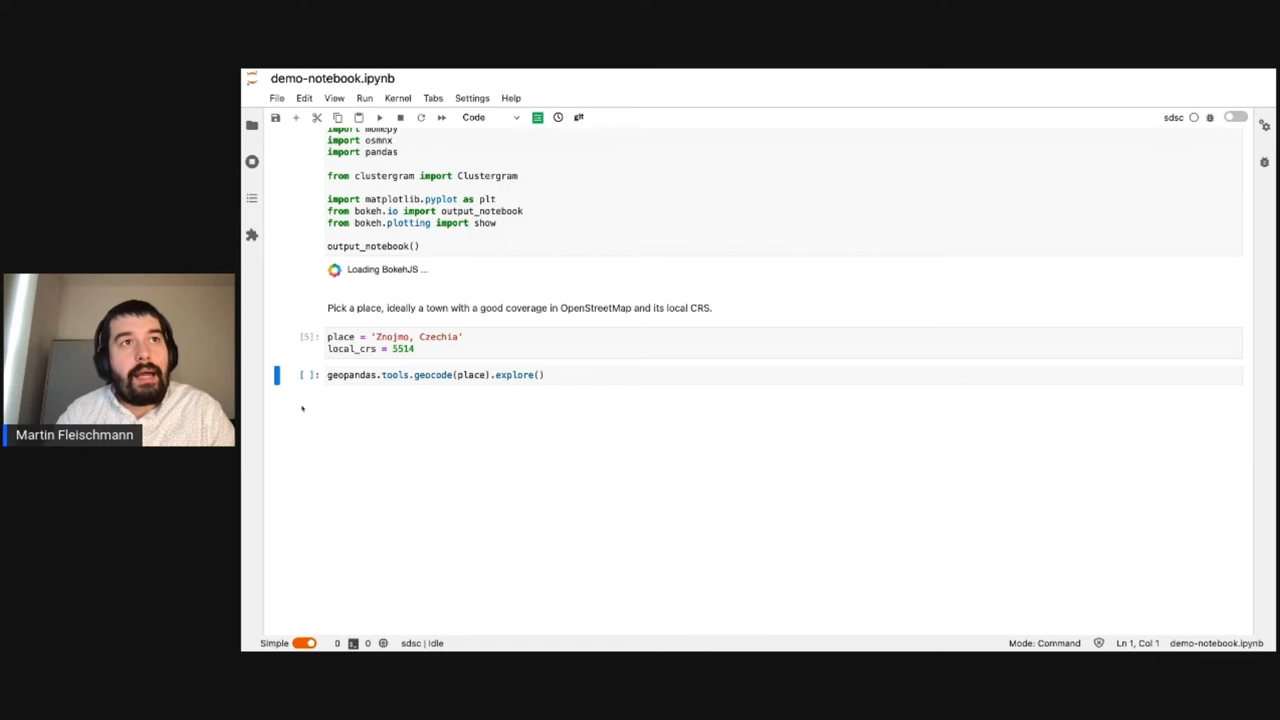 demo-notebook.ipynb
File Edit View Run Kernel Tabs Settings Help
Code
git
sdsc
import momepy
import osmnx
import pandas
from clustergram import Clustergram
import matplotlib.pyplot as plt
from bokeh.io import output_notebook
from bokeh.plotting import show
output_notebook()
Loading BokehJS ...
Pick a place, ideally a town with a good coverage in OpenStreetMap and its local CRS.
[5]: place = 'Znojmo, Czechia'
local_crs = 5514
[ ]: geopandas.tools.geocode(place).explore()
Martin Fleischmann
Simple 0 0 sdsc | Idle Mode: Command Ln 1, Col 1 demo-notebook.ipynb